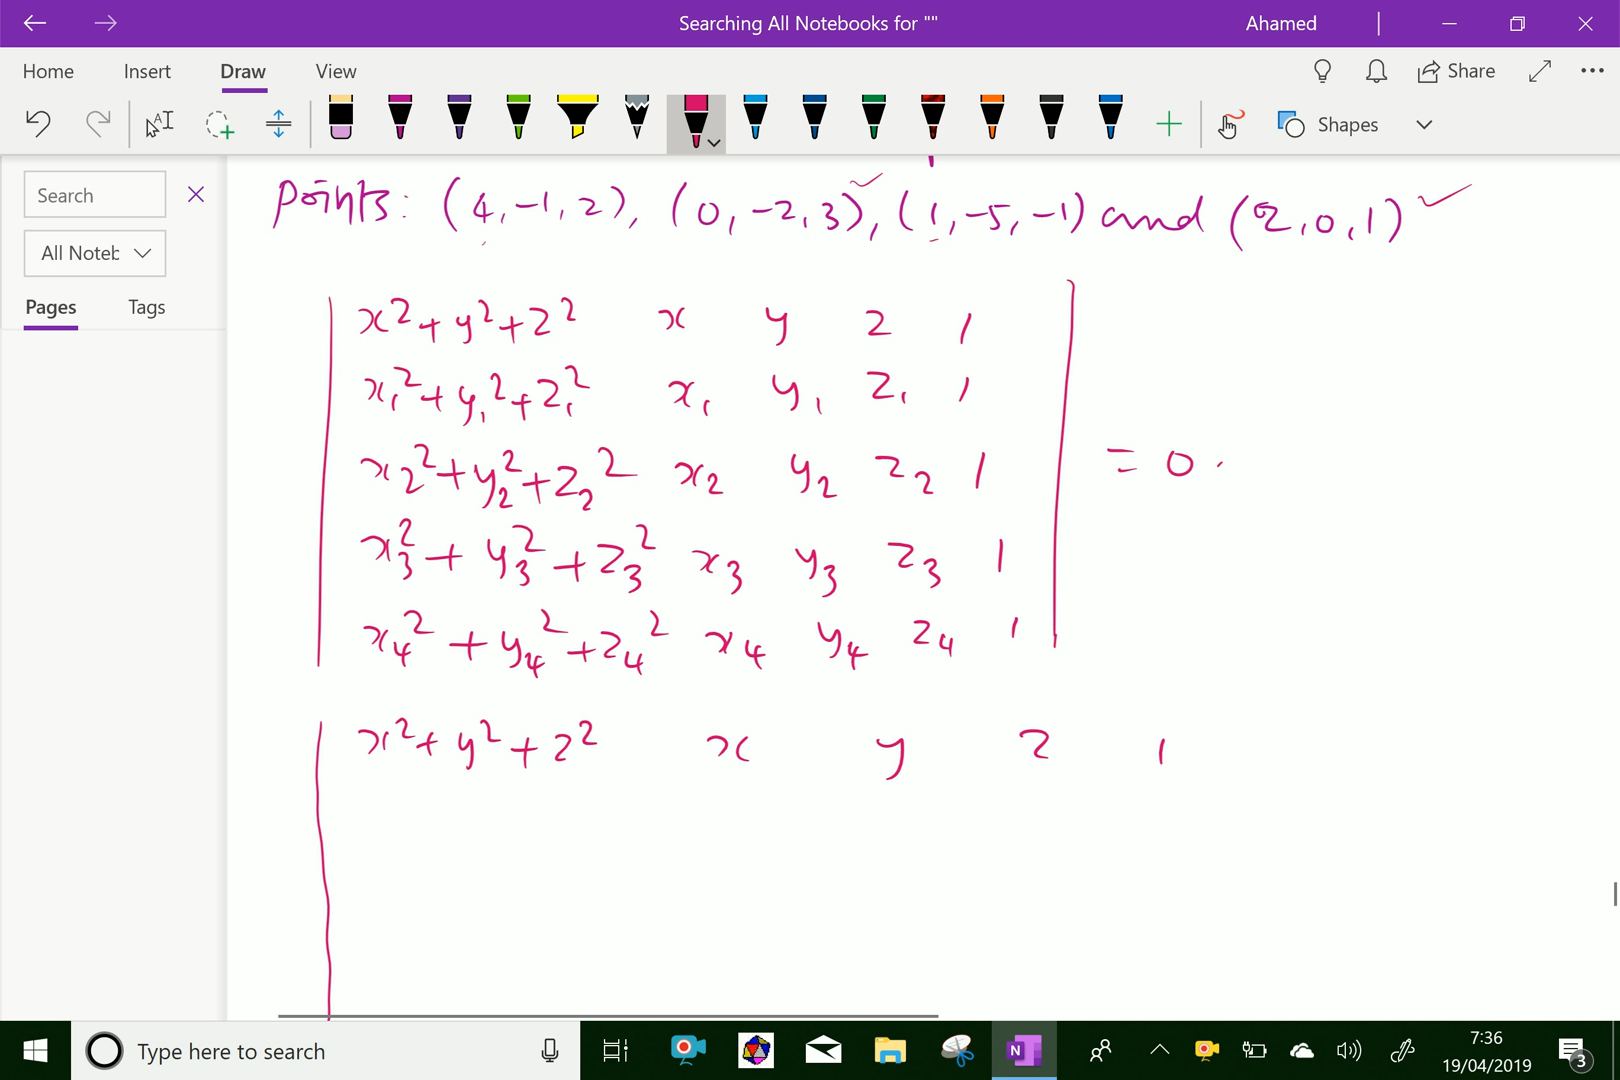 Searching All Notebooks for ""
Ahamed
Home Insert Draw View
Share
Shapes
Search
All Noteb
Pages Tags
Points: (4,-1,2), (0,-2,3), (1,-5,-1) and (2,0,1)
x²+y²+z² x y z 1
x₁²+y₁²+z₁² x₁ y₁ z₁ 1
x₂²+y₂²+z₂² x₂ y₂ z₂ 1 = 0.
x₃²+y₃²+z₃² x₃ y₃ z₃ 1
x₄²+y₄²+z₄² x₄ y₄ z₄ 1
x²+y²+z² x y z 1
Type here to search
N
7:36
19/04/2019
3